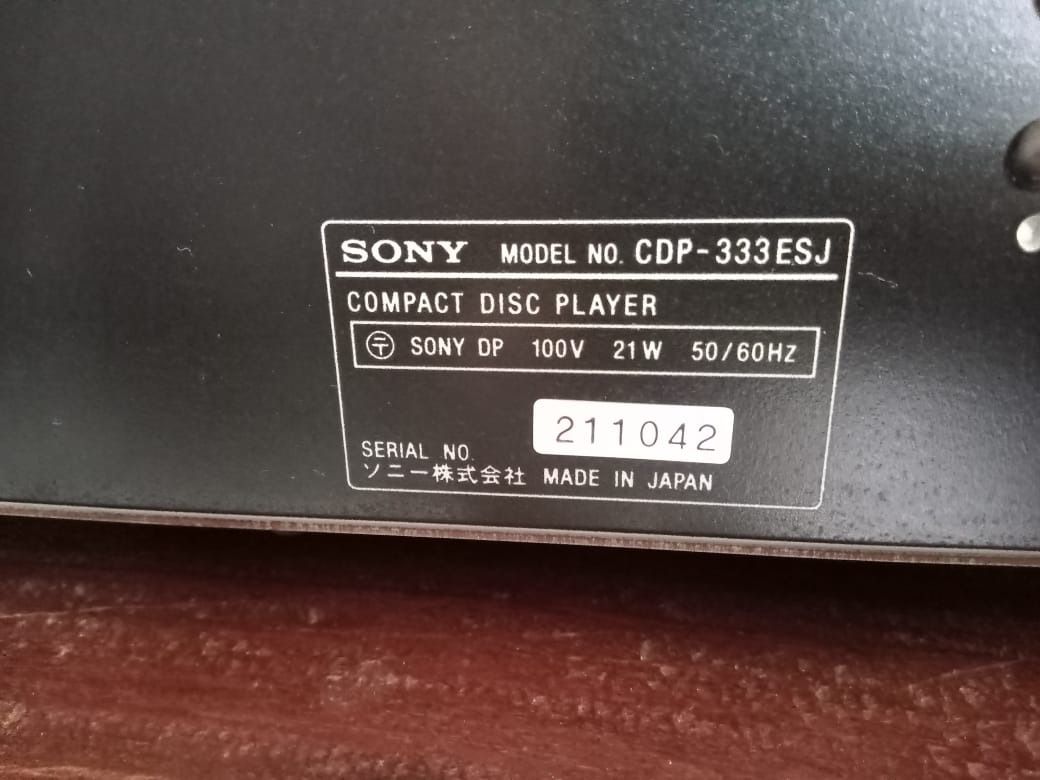 SONY MODEL NO. CDP-333ESJ
COMPACT DISC PLAYER
〒 SONY DP 100V 21W 50/60Hz
211042
SERIAL NO.
ソニー株式会社 MADE IN JAPAN